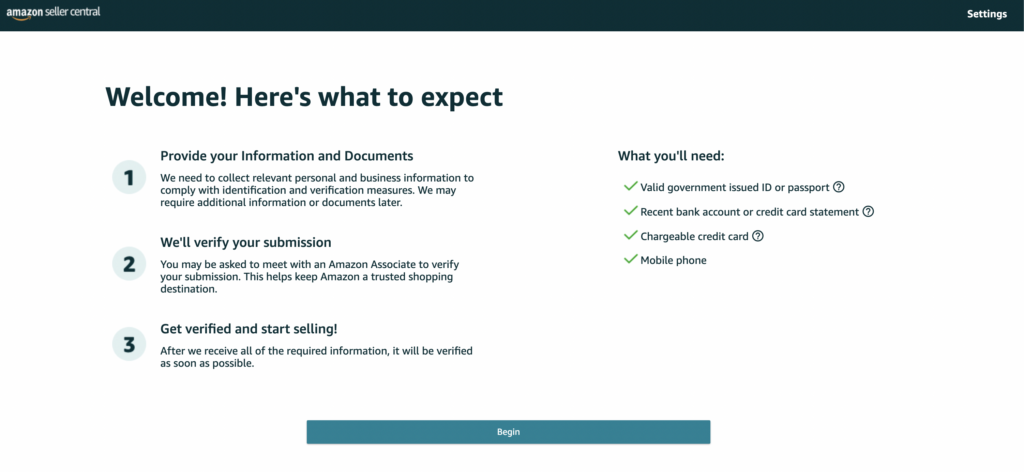 amazon seller central
Settings
Welcome! Here's what to expect
1
Provide your Information and Documents
We need to collect relevant personal and business information to
comply with identification and verification measures. We may
require additional information or documents later.
2
We'll verify your submission
You may be asked to meet with an Amazon Associate to verify
your submission. This helps keep Amazon a trusted shopping
destination.
3
Get verified and start selling!
After we receive all of the required information, it will be verified
as soon as possible.
What you'll need:
Valid government issued ID or passport ?
Recent bank account or credit card statement ?
Chargeable credit card ?
Mobile phone
Begin